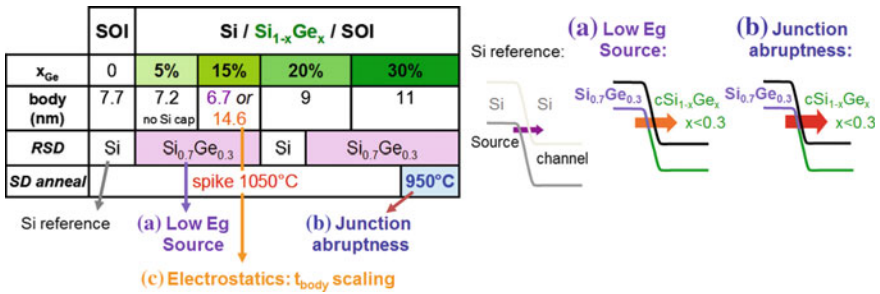 SOI Si / Si1-xGex / SOI
xGe 0 5% 15% 20% 30%
body (nm) 7.7 7.2 no Si cap 6.7 or 14.6 9 11
RSD Si Si0.7Ge0.3 Si Si0.7Ge0.3
SD anneal spike 1050°C 950°C
Si reference
(a) Low Eg
Source
(b) Junction
abruptness
(c) Electrostatics: tbody scaling
Si reference:
Si Si
Source
channel
(a) Low Eg
Source:
Si0.7Ge0.3 cSi1-xGex
x<0.3
(b) Junction
abruptness:
Si0.7Ge0.3 cSi1-xGex
x<0.3